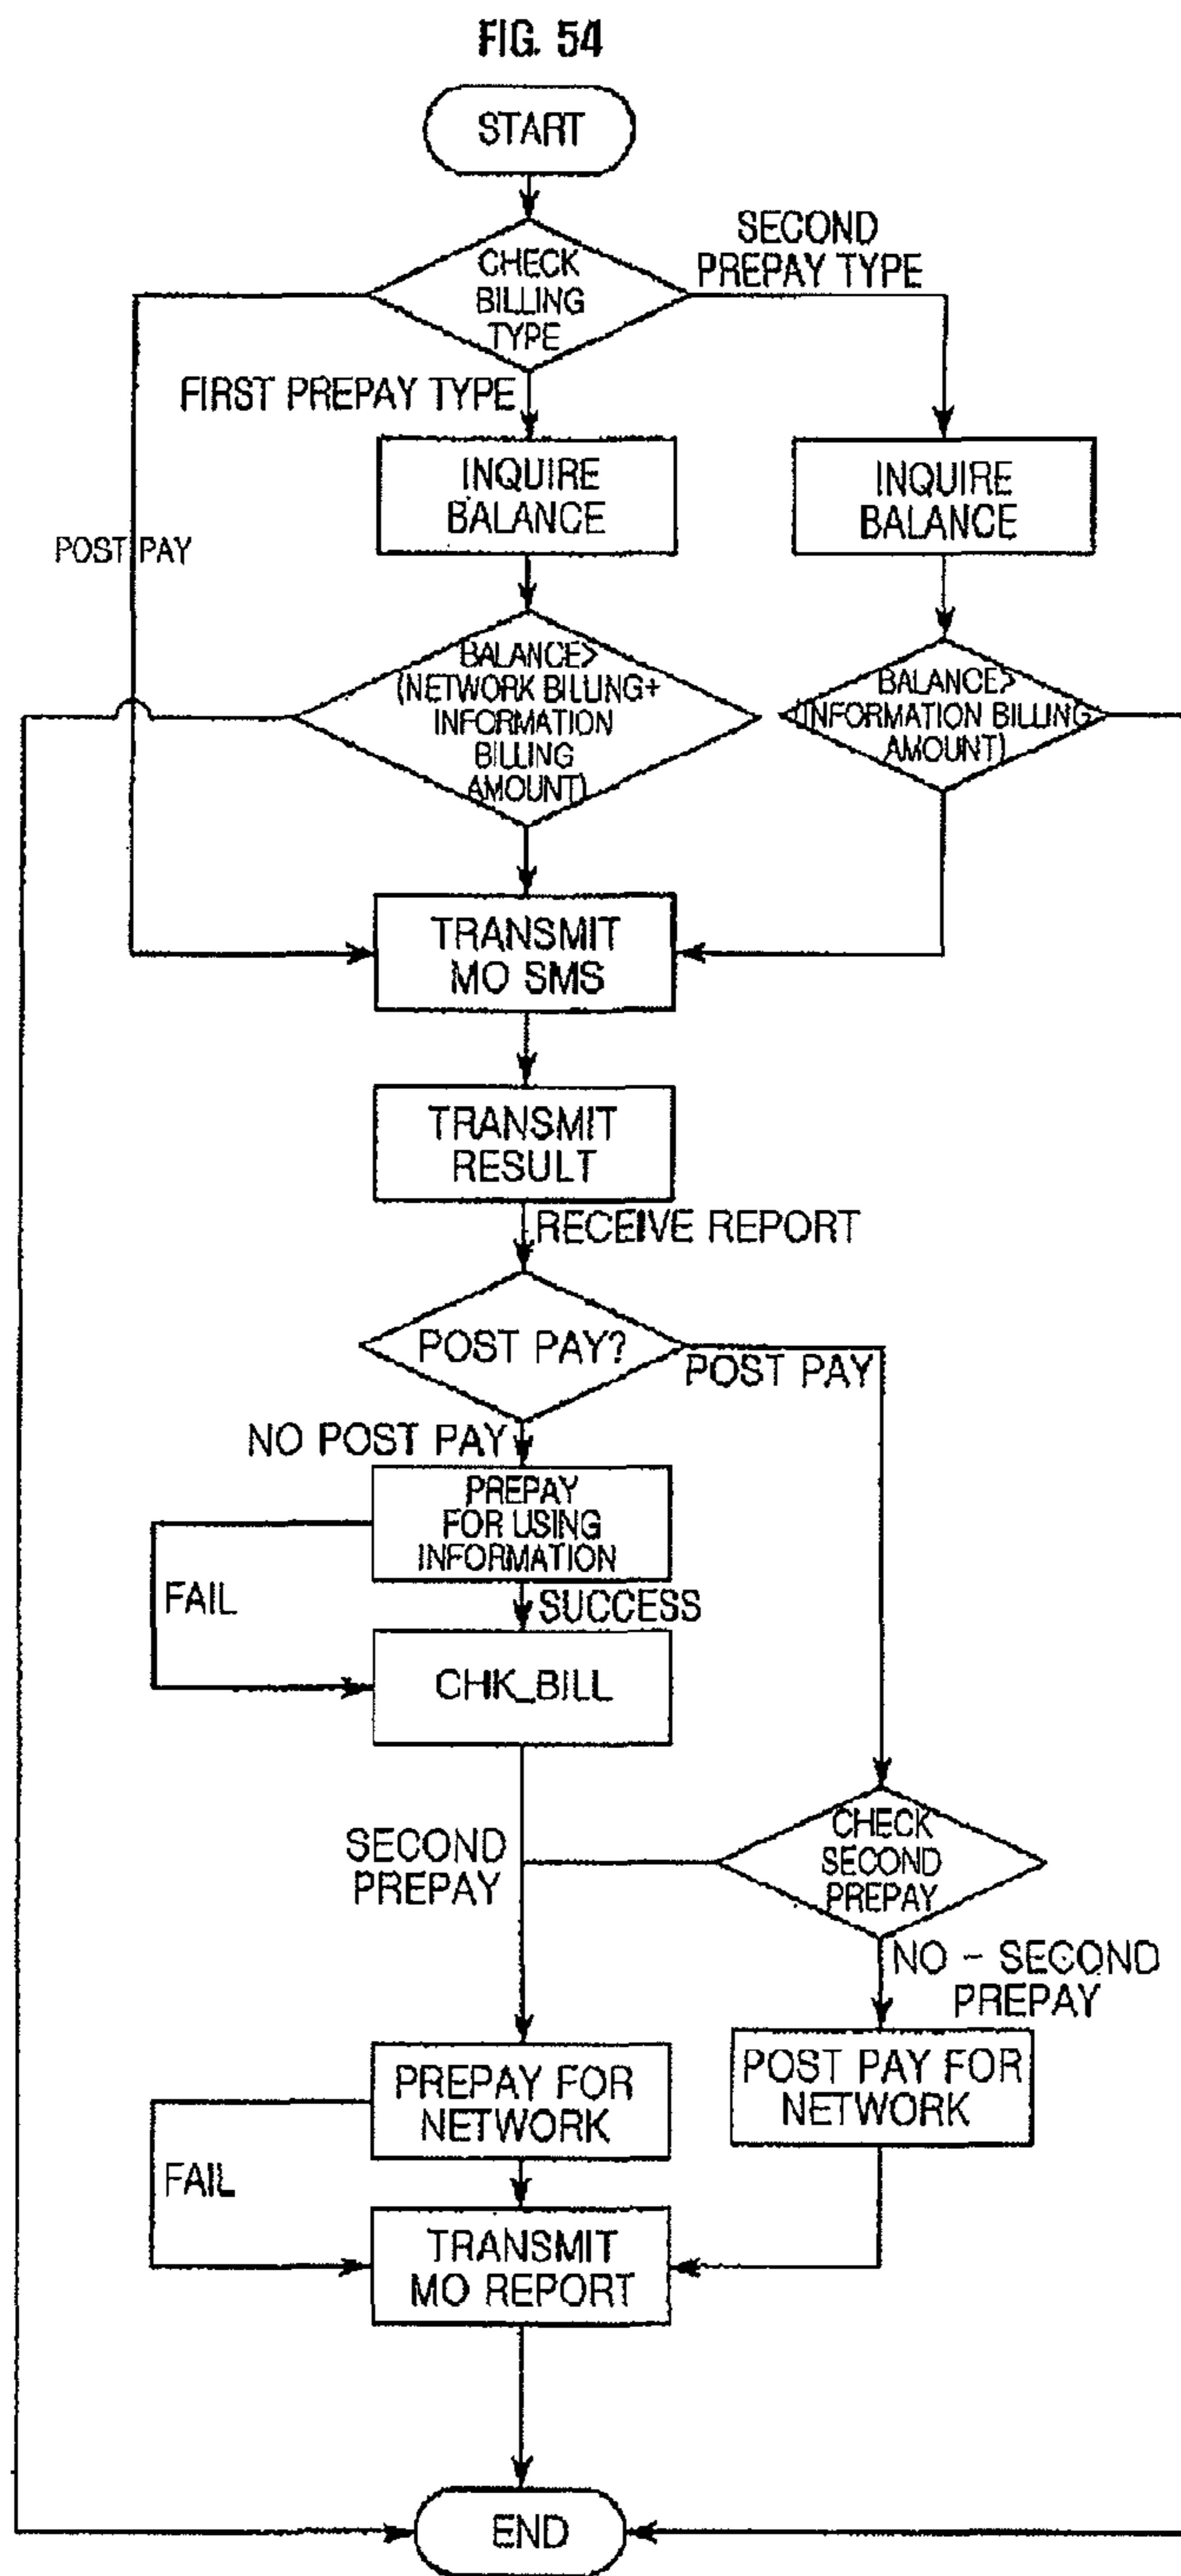 FIG. 54
START
CHECK
BILLING
TYPE
SECOND
PREPAY TYPE
FIRST PREPAY TYPE
INQUIRE
BALANCE
INQUIRE
BALANCE
POST PAY
BALANCE>
(NETWORK BILLING+
INFORMATION
BILLING
AMOUNT)
BALANCE>
(INFORMATION BILLING
AMOUNT)
TRANSMIT
MO SMS
TRANSMIT
RESULT
RECEIVE REPORT
POST PAY?
POST PAY
NO POST PAY
PREPAY
FOR USING
INFORMATION
FAIL
SUCCESS
CHK_BILL
SECOND
PREPAY
CHECK
SECOND
PREPAY
NO - SECOND
PREPAY
PREPAY FOR
NETWORK
POST PAY FOR
NETWORK
FAIL
TRANSMIT
MO REPORT
END